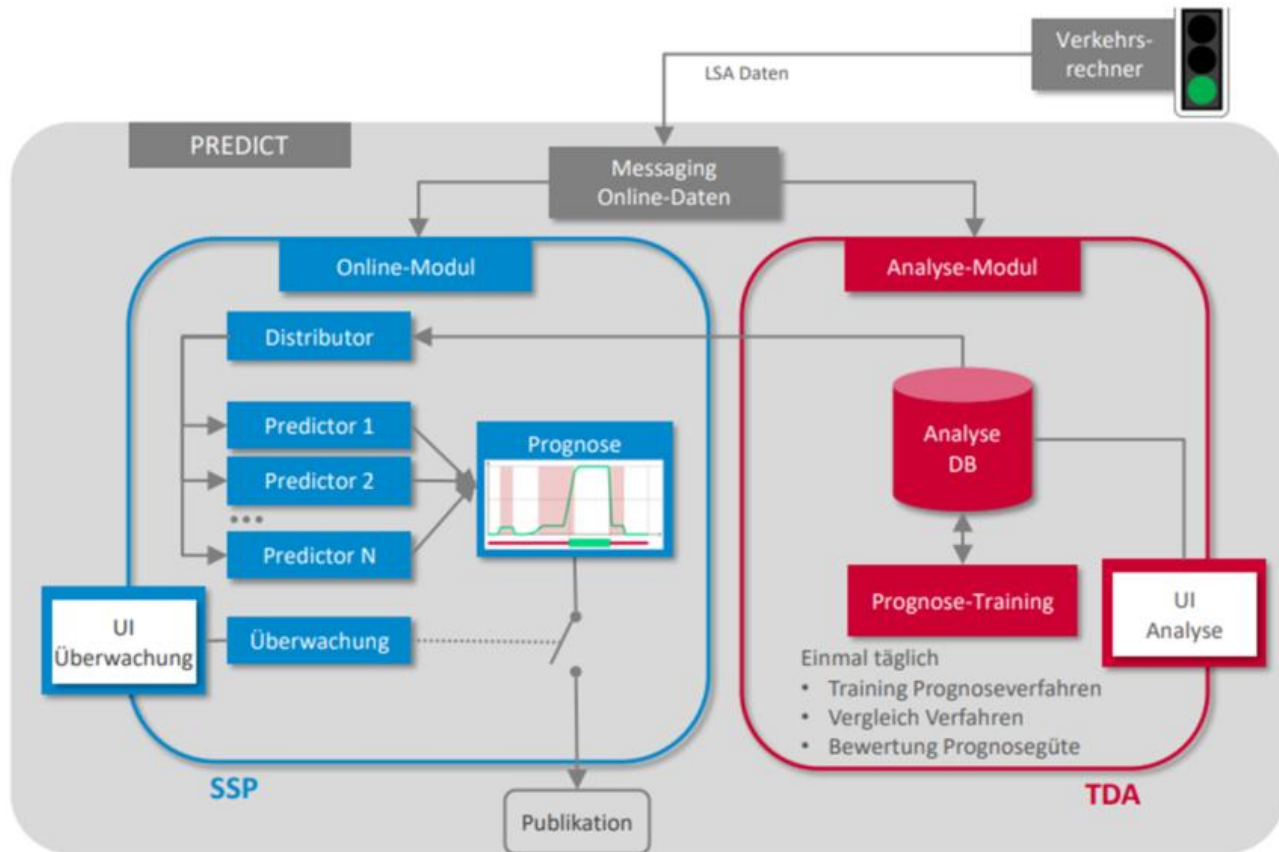 Verkehrs-
rechner
LSA Daten
PREDICT
Messaging
Online-Daten
Online-Modul
Analyse-Modul
Distributor
Predictor 1
Predictor 2
...
Predictor N
Prognose
Analyse
DB
Prognose-Training
UI
Überwachung
Überwachung
UI
Analyse
Einmal täglich
• Training Prognoseverfahren
• Vergleich Verfahren
• Bewertung Prognosegüte
SSP
TDA
Publikation